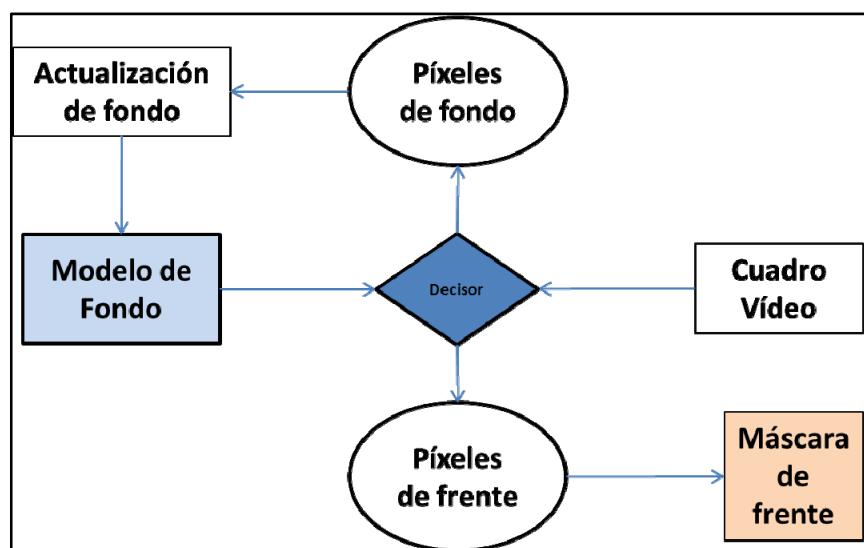 Actualización
de fondo
Píxeles
de fondo
Modelo de
Fondo
Decisor
Cuadro
Vídeo
Píxeles
de frente
Máscara
de
frente